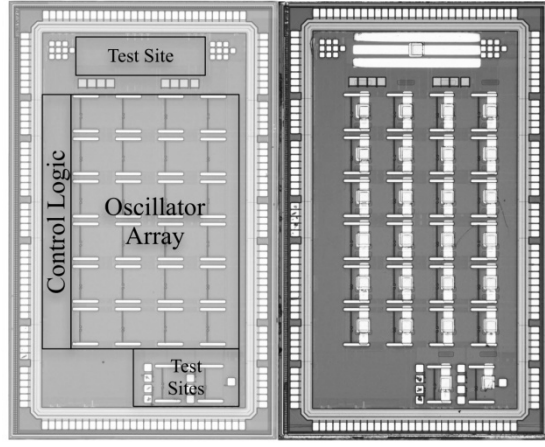 Test Site
Control Logic
Oscillator
Array
Test
Sites